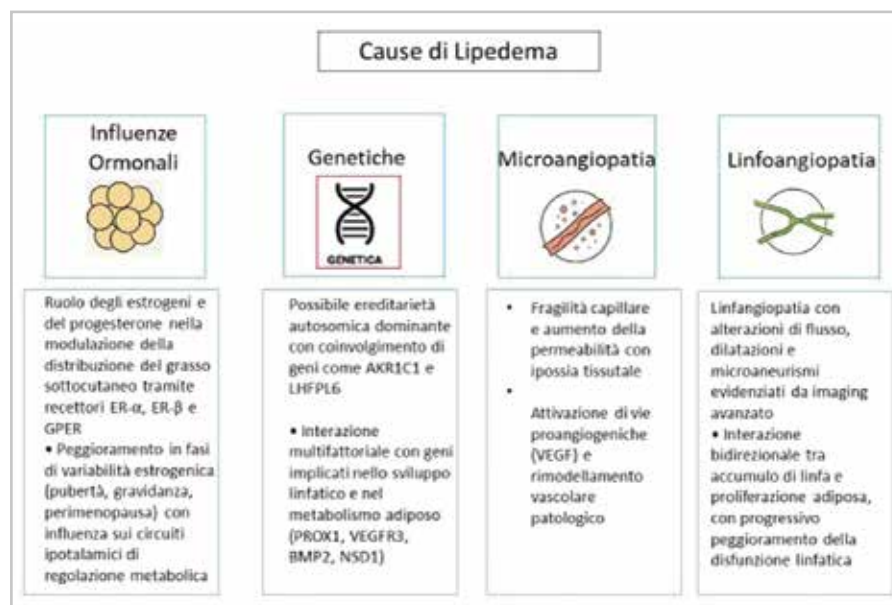 Cause di Lipedema
Influenze
Ormonali
Ruolo degli estrogeni e
del progesterone nella
modulazione della
distribuzione del grasso
sottocutaneo tramite
recettori ER-α, ER-β e
GPER
• Peggioramento in fasi
di variabilità estrogenica
(pubertà, gravidanza,
perimenopausa) con
influenza sui circuiti
ipotalamici di
regolazione metabolica
Genetiche
GENETICA
Possibile ereditarietà
autosomica dominante
con coinvolgimento di
geni come AKR1C1 e
LHFPL6
• Interazione
multifattoriale con geni
implicati nello sviluppo
linfatico e nel
metabolismo adiposo
(PROX1, VEGFR3,
BMP2, NSD1)
Microangiopatia
• Fragilità capillare
e aumento della
permeabilità con
ipossia tissutale
•
Attivazione di vie
proangiogeniche
(VEGF) e
rimodellamento
vascolare
patologico
Linfoangiopatia
Linfangiopatia con
alterazioni di flusso,
dilatazioni e
microaneurismi
evidenziati da imaging
avanzato
• Interazione
bidirezionale tra
accumulo di linfa e
proliferazione adiposa,
con progressivo
peggioramento della
disfunzione linfatica